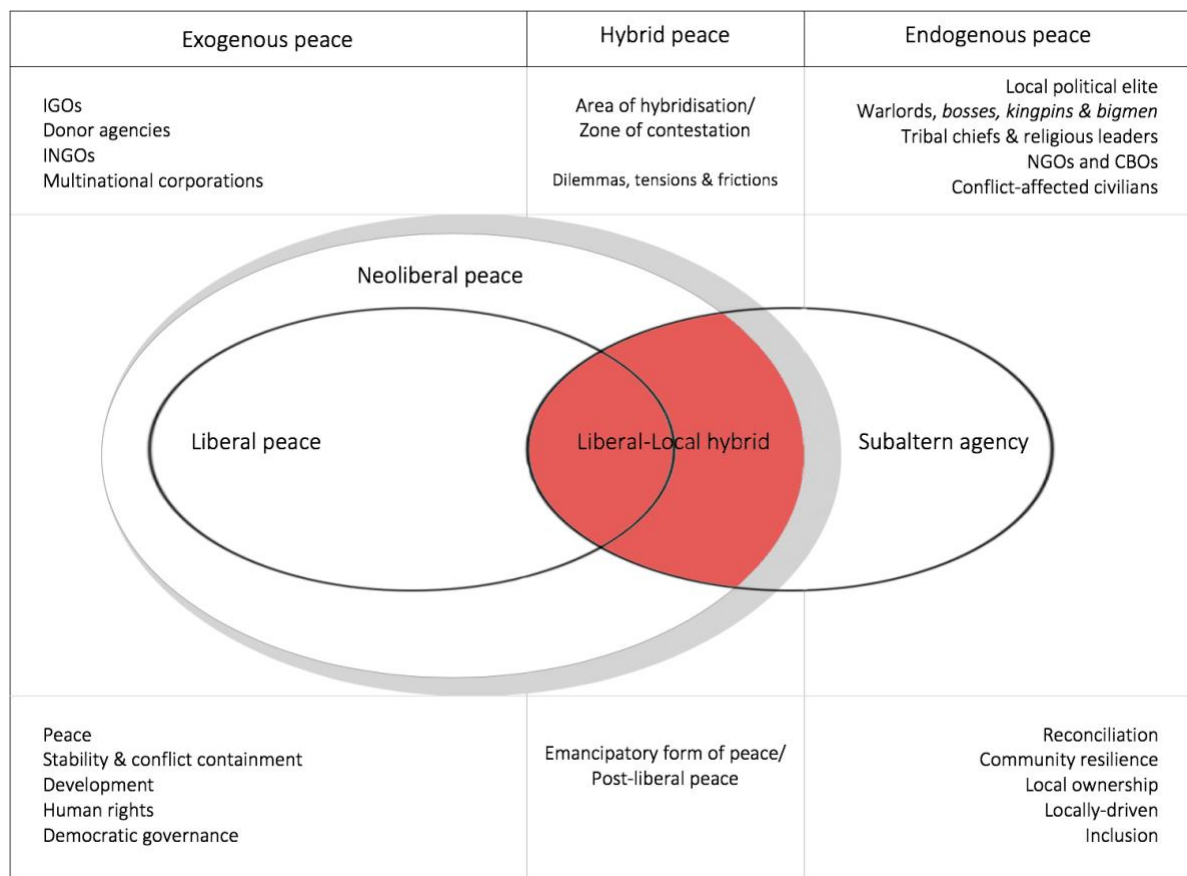 Exogenous peace
Hybrid peace
Endogenous peace
IGOs
Donor agencies
INGOs
Multinational corporations
Area of hybridisation/
Zone of contestation
Dilemmas, tensions & frictions
Local political elite
Warlords, bosses, kingpins & bigmen
Tribal chiefs & religious leaders
NGOs and CBOs
Conflict-affected civilians
Neoliberal peace
Liberal peace
Liberal-Local hybrid
Subaltern agency
Peace
Stability & conflict containment
Development
Human rights
Democratic governance
Emancipatory form of peace/
Post-liberal peace
Reconciliation
Community resilience
Local ownership
Locally-driven
Inclusion